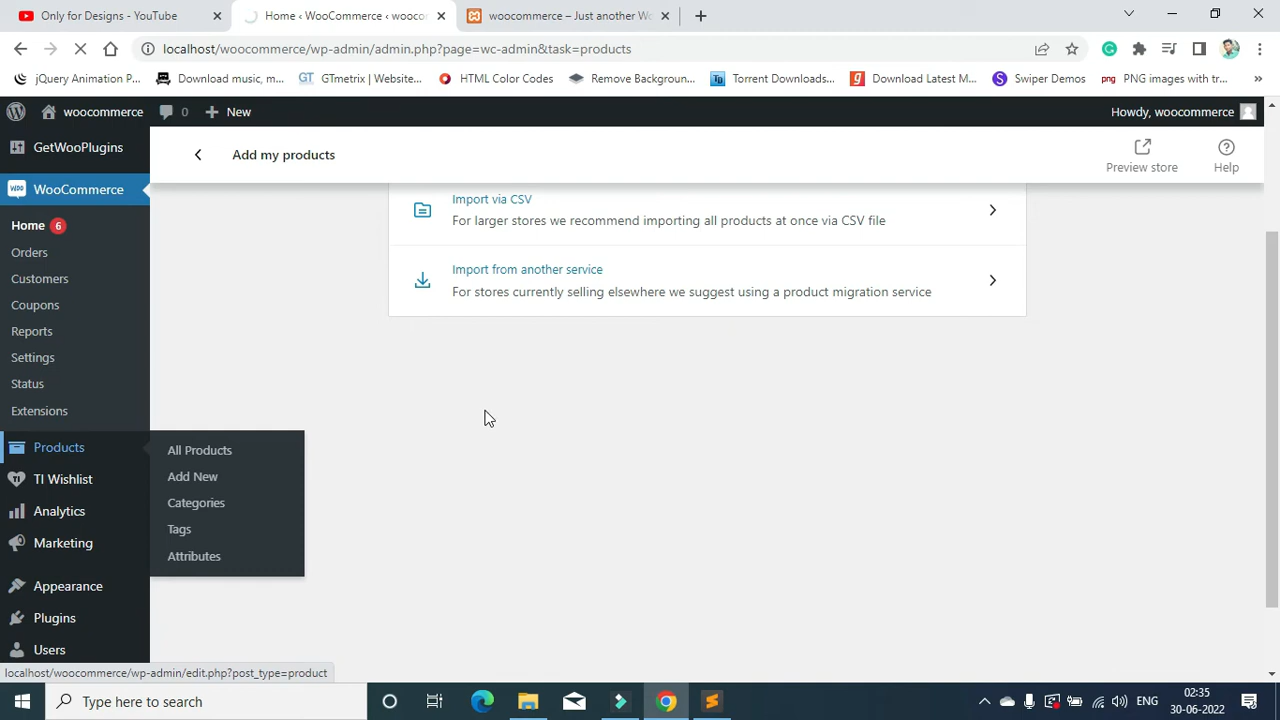 Only for Designs - YouTube
Home ‹ WooCommerce ‹ wooco
woocommerce – Just another Wo
localhost/woocommerce/wp-admin/admin.php?page=wc-admin&task=products
jQuery Animation P...
Download music, m...
GTmetrix | Website...
HTML Color Codes
Remove Backgroun...
Torrent Downloads...
Download Latest M...
Swiper Demos
PNG images with tr...
woocommerce
0
New
Howdy, woocommerce
GetWooPlugins
WooCommerce
Home 6
Orders
Customers
Coupons
Reports
Settings
Status
Extensions
Products
TI Wishlist
Analytics
Marketing
Appearance
Plugins
Users
All Products
Add New
Categories
Tags
Attributes
Add my products
Preview store
Help
Import via CSV
For larger stores we recommend importing all products at once via CSV file
Import from another service
For stores currently selling elsewhere we suggest using a product migration service
localhost/woocommerce/wp-admin/edit.php?post_type=product
Type here to search
ENG
02:35
30-06-2022